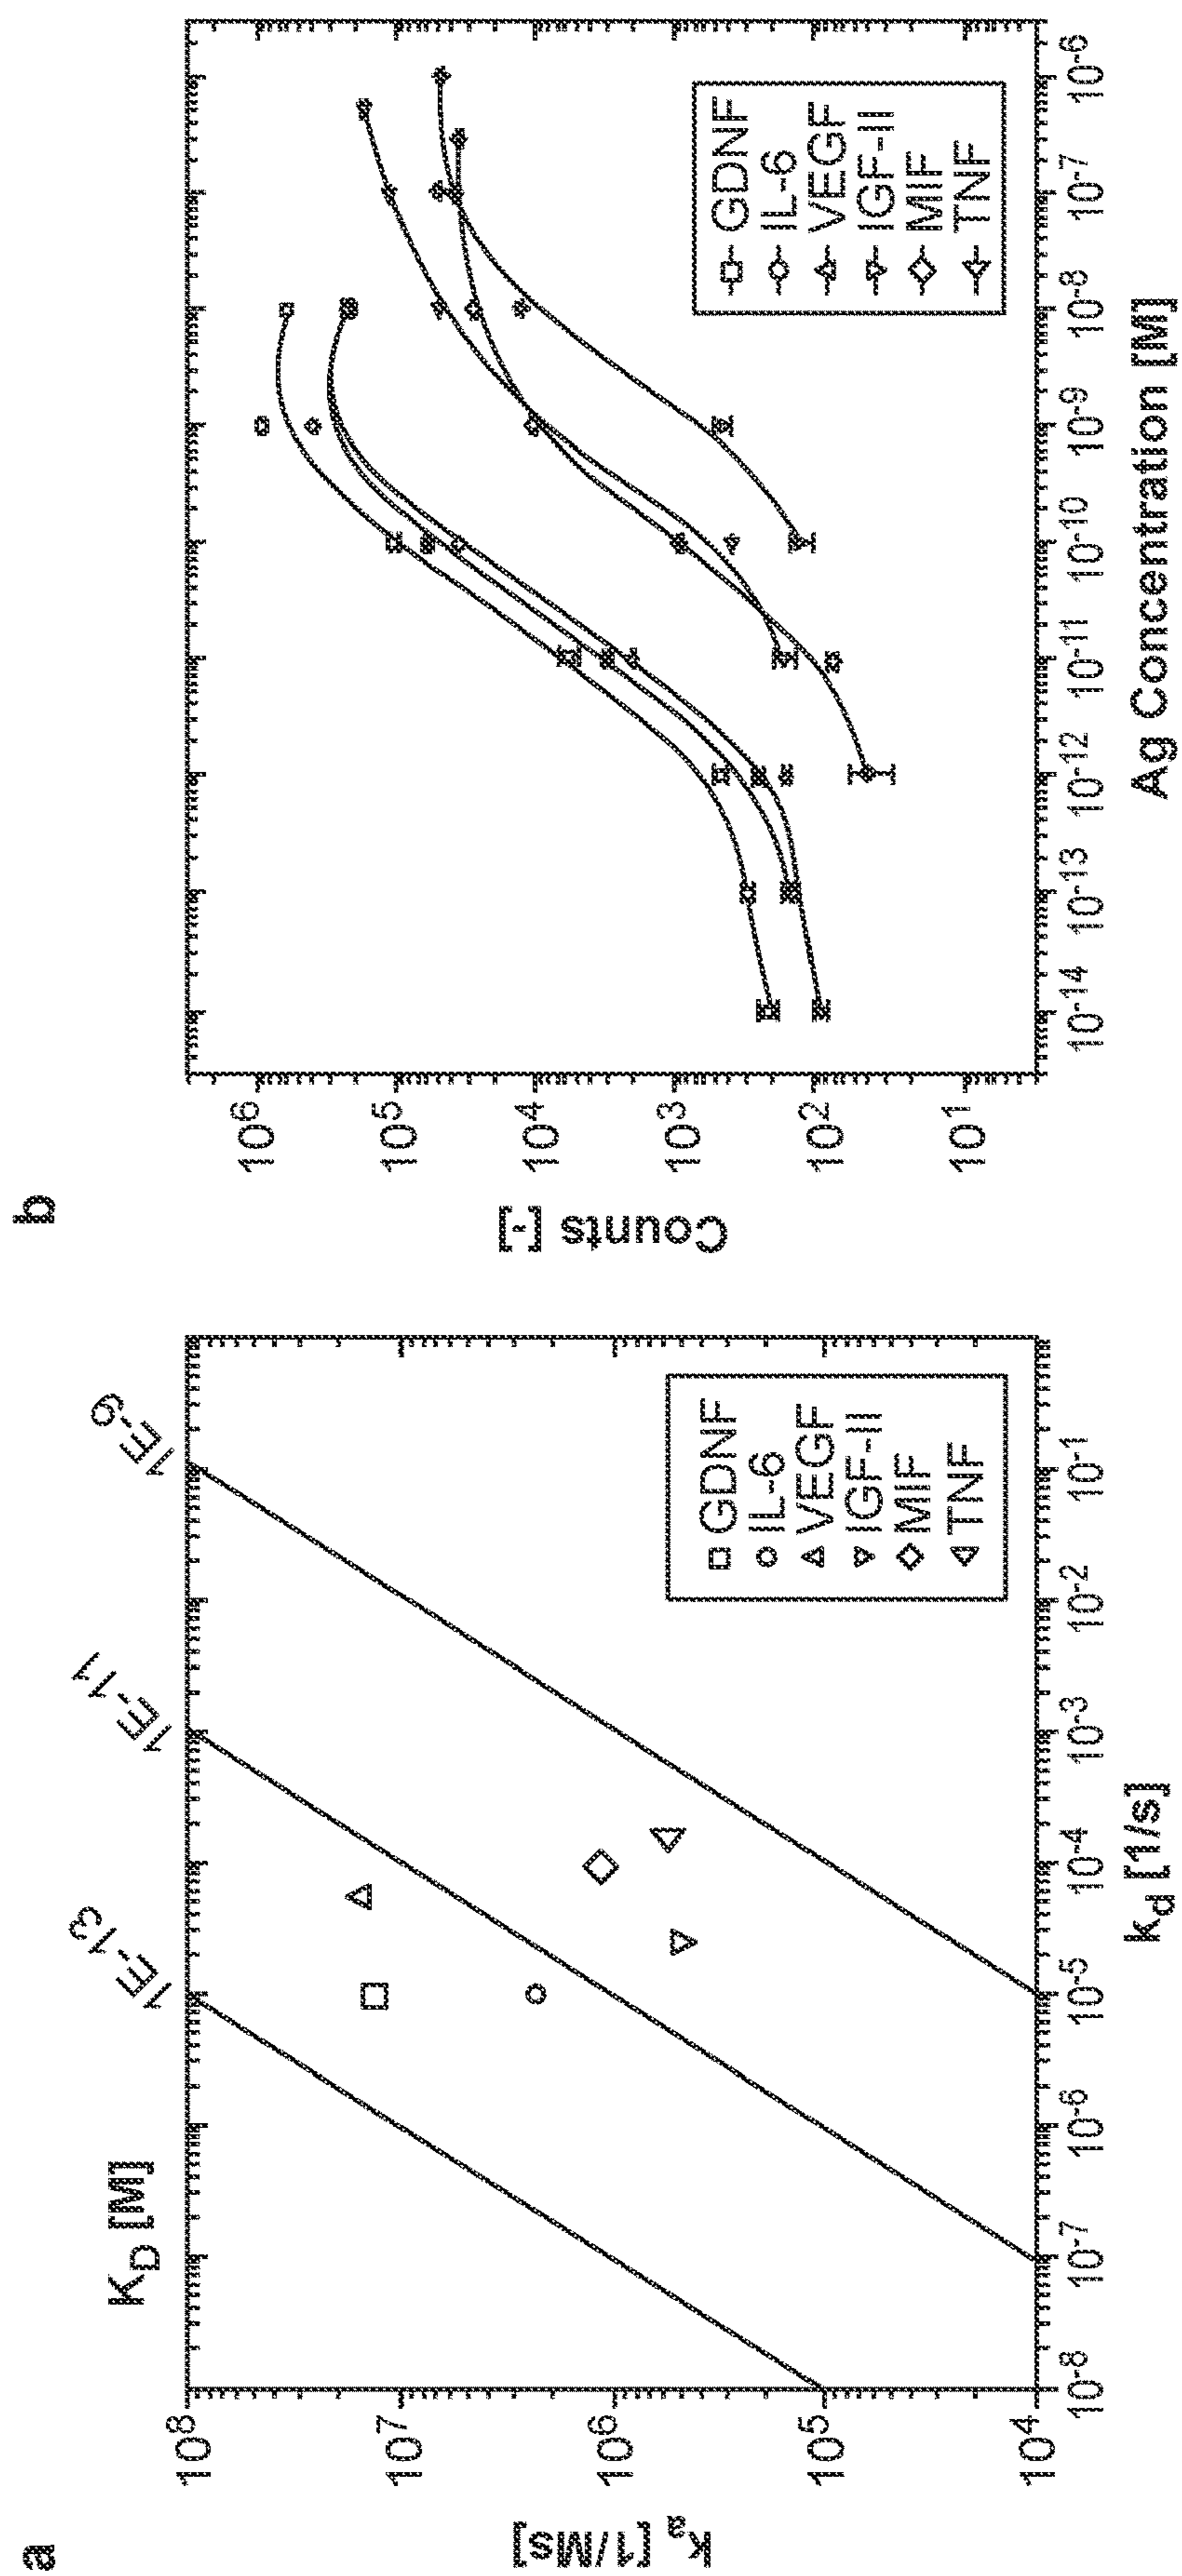 a
K_D [M]
1E-13
1E-11
1E-9
k_a [1/Ms]
10^8
10^7
10^6
10^5
10^4
GDNF
IL-6
VEGF
IGF-II
MIF
TNF
10^-8 10^-7 10^-6 10^-5 10^-4 10^-3 10^-2 10^-1
k_d [1/s]
b
Counts [-]
10^6
10^5
10^4
10^3
10^2
10^1
GDNF
IL-6
VEGF
IGF-II
MIF
TNF
10^-14 10^-13 10^-12 10^-11 10^-10 10^-9 10^-8 10^-7 10^-6
Ag Concentration [M]